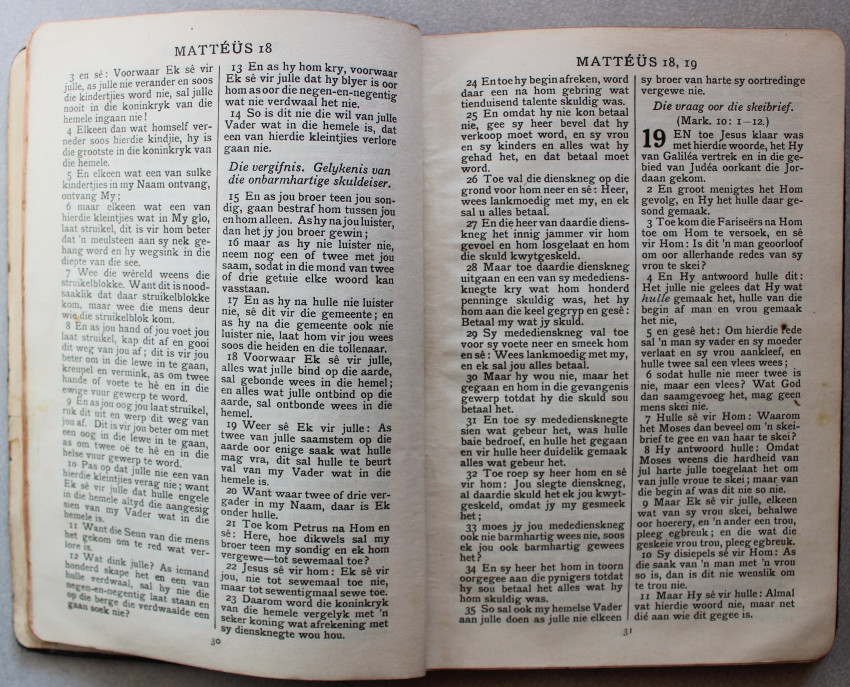 MATTÉÜS 18
3 en sê: Voorwaar Ek sê vir
julle, as julle nie verander en soos
die kindertjies word nie, sal julle
nooit in die koninkryk van die
hemele ingaan nie!
4 Elkeen dan wat homself ver-
neder soos hierdie kindjie, hy is
die grootste in die koninkryk van
die hemele.
5 En elkeen wat een van sulke
kindertjies in my Naam ontvang,
ontvang My;
6 maar elkeen wat een van
hierdie kleintjies wat in My glo,
laat struikel, dit is vir hom beter
dat 'n meulsteen aan sy nek ge-
hang word en hy wegsink in die
diepte van die see.
7 Wee die wêreld weens die
struikelblokke. Want dit is nood-
saaklik dat daar struikelblokke
kom, maar wee die mens deur
wie die struikelblok kom.
8 En as jou hand of jou voet jou
laat struikel, kap dit af en gooi
dit weg van jou af; dit is vir jou
beter om in die lewe in te gaan,
kreupel en vermink, as om twee
hande of voete te hê en in die
ewige vuur gewerp te word.
9 En as jou oog jou laat struikel,
ruk dit uit en werp dit weg van
jou af. Dit is vir jou beter om met
een oog in die lewe in te gaan,
as om twee oë te hê en in die
helse vuur gewerp te word.
10 Pas op dat julle nie een van
hierdie kleintjies verag nie; want
Ek sê vir julle dat hulle engele
in die hemele altyd die aangesig
sien van my Vader wat in die
hemele is.
11 Want die Seun van die mens
het gekom om te red wat ver-
lore is.
12 Wat dink julle? As iemand
honderd skape het en een van
hulle verdwaal, sal hy nie die
negen-en-negentig laat staan en
op die berge die verdwaalde een
gaan soek nie?
13 En as hy hom kry, voorwaar
Ek sê vir julle dat hy blyer is oor
hom as oor die negen-en-negentig
wat nie verdwaal het nie.
14 So is dit nie die wil van julle
Vader wat in die hemele is, dat
een van hierdie kleintjies verlore
gaan nie.
Die vergifnis. Gelykenis van
die onbarmhartige skuldeiser.
15 En as jou broer teen jou son-
dig, gaan bestraf hom tussen jou
en hom alleen. As hy na jou luister,
dan het jy jou broer gewin;
16 maar as hy nie luister nie,
neem nog een of twee met jou
saam, sodat in die mond van twee
of drie getuie elke woord kan
vasstaan.
17 En as hy na hulle nie luister
nie, sê dit vir die gemeente; en
as hy na die gemeente ook nie
luister nie, laat hom vir jou wees
soos die heiden en die tollenaar.
18 Voorwaar Ek sê vir julle,
alles wat julle bind op die aarde,
sal gebonde wees in die hemel;
en alles wat julle ontbind op die
aarde, sal ontbonde wees in die
hemel.
19 Weer sê Ek vir julle: As
twee van julle saamstem op die
aarde oor enige saak wat hulle
mag vra, dit sal hulle te beurt
val van my Vader wat in die
hemele is.
20 Want waar twee of drie ver-
gader in my Naam, daar is Ek
onder hulle.
21 Toe kom Petrus na Hom en
sê: Here, hoe dikwels sal my
broer teen my sondig en ek hom
vergewe—tot sewemaal toe?
22 Jesus sê vir hom: Ek sê vir
jou, nie tot sewemaal toe nie,
maar tot sewentigmaal sewe toe.
23 Daarom word die koninkryk
van die hemele vergelyk met 'n
seker koning wat afrekening met
sy diensknegte wou hou.
30
MATTÉÜS 18, 19
24 En toe hy begin afreken, word
daar een na hom gebring wat
tienduisend talente skuldig was.
25 En omdat hy nie kon betaal
nie, gee sy heer bevel dat hy
verkoop moet word, en sy vrou
en sy kinders en alles wat hy
gehad het, en dat betaal moet
word.
26 Toe val die dienskneg op die
grond voor hom neer en sê: Heer,
wees lankmoedig met my, en ek
sal u alles betaal.
27 En die heer van daardie diens-
kneg het innig jammer vir hom
gevoel en hom losgelaat en hom
die skuld kwytgeskeld.
28 Maar toe daardie dienskneg
uitgaan en een van sy mededien­s-
knegte kry wat hom honderd
penninge skuldig was, het hy
hom aan die keel gegryp en gesê:
Betaal my wat jy skuld.
29 Sy mededienskneg val toe
voor sy voete neer en smeek hom
en sê: Wees lankmoedig met my,
en ek sal jou alles betaal.
30 Maar hy wou nie, maar het
gegaan en hom in die gevangenis
gewerp totdat hy die skuld sou
betaal het.
31 En toe sy mededien­sknegte
sien wat gebeur het, was hulle
baie bedroef, en hulle het gegaan
en vir hulle heer duidelik gemaak
alles wat gebeur het.
32 Toe roep sy heer hom en sê
vir hom: Jou slegte dienskneg,
al daardie skuld het ek jou kwyt-
geskeld, omdat jy my gesmeek
het;
33 moes jy jou mededienskneg
ook nie barmhartig wees nie, soos
ek jou ook barmhartig gewees
het?
34 En sy heer het hom in toorn
oorgegee aan die pynigers totdat
hy sou betaal het alles wat hy
hom skuldig was.
35 So sal ook my hemelse Vader
aan julle doen as julle nie elkeen
sy broer van harte sy oortredinge
vergewe nie.
Die vraag oor die skeibrief.
(Mark. 10: 1–12.)
19 EN toe Jesus klaar was
met hierdie woorde, het Hy
van Galiléa vertrek en in die ge-
bied van Judéa oorkant die Jor-
daan gekom.
2 En groot menigtes het Hom
gevolg, en Hy het hulle daar ge-
sond gemaak.
3 Toe kom die Fariseërs na Hom
toe om Hom te versoek, en sê
vir Hom: Is dit 'n man geoorloof
om oor allerhande redes van sy
vrou te skei?
4 En Hy antwoord hulle dit:
Het julle nie gelees dat Hy wat
hulle gemaak het, hulle van die
begin af man en vrou gemaak
het nie,
5 en gesê het: Om hierdie rede
sal 'n man sy vader en sy moeder
verlaat en sy vrou aankleef, en
hulle twee sal een vlees wees;
6 sodat hulle nie meer twee is
nie, maar een vlees? Wat God
dan saamgevoeg het, mag geen
mens skei nie.
7 Hulle sê vir Hom: Waarom
het Moses dan beveel om 'n skei-
brief te gee en van haar te skei?
8 Hy antwoord hulle: Omdat
Moses weens die hardheid van
jul harte julle toegelaat het om
van julle vroue te skei; maar van
die begin af was dit nie so nie.
9 Maar Ek sê vir julle, elkeen
wat van sy vrou skei, behalwe
oor hoerery, en 'n ander een trou,
pleeg egbreuk; en die wat die
geskeie vrou trou, pleeg egbreuk.
10 Sy disiepels sê vir Hom: As
die saak van 'n man met 'n vrou
so is, dan is dit nie wenslik om
te trou nie.
11 Maar Hy sê vir hulle: Almal
vat hierdie woord nie, maar net
dié aan wie dit gegee is.
31